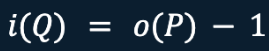 i(Q) = o(P) − 1